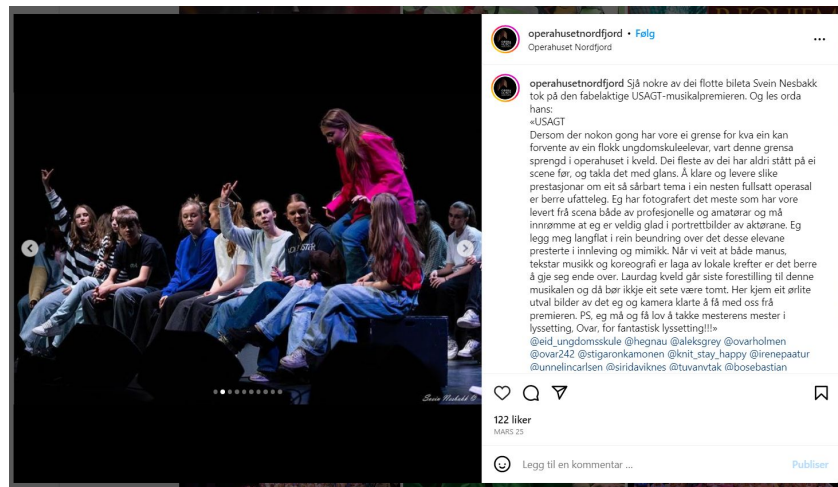 operahusetnordfjord • Følg
Operahuset Nordfjord
operahusetnordfjord Sjå nokre av dei flotte bileta Svein Nesbakk
tok på den fabelaktige USAGT-musikalpremieren. Og les orda
hans:
«USAGT
Dersom der nokon gong har vore ei grense for kva ein kan
forvente av ein flokk ungdomskuleelevar, vart denne grensa
sprengd i operahuset i kveld. Dei fleste av dei har aldri stått på ei
scene før, og takla det med glans. Å klare og levere slike
prestasjonar om eit så sårbart tema i ein nesten fullsatt operasal
er berre ufatteleg. Eg har fotografert det meste som har vore
levert frå scena både av profesjonelle og amatørar og må
innrømme at eg er veldig glad i portrettbilder av aktørane. Eg
legg meg langflat i rein beundring over det desse elevane
presterte i innleving og mimikk. Når vi veit at både manus,
tekstar musikk og koreografi er laga av lokale krefter er det berre
å gje seg ende over. Laurdag kveld går siste forestilling til denne
musikalen og då bør ikkje eit sete være tomt. Her kjem eit ørlite
utval bilder av det eg og kamera klarte å få med oss frå
premieren. PS, eg må og få lov å takke mesterens mester i
lyssetting, Ovar, for fantastisk lyssetting!!!»
@eid_ungdomsskule @hegnau @aleksgrey @ovarholmen
@ovar242 @stigaronkamonen @knit_stay_happy @irenepaatur
@unnelincarlsen @siridaviknes @tuvanytak @bosebastian
Svein Nesbakk ©
122 liker
MARS 25
Legg til en kommentar ...
Publiser